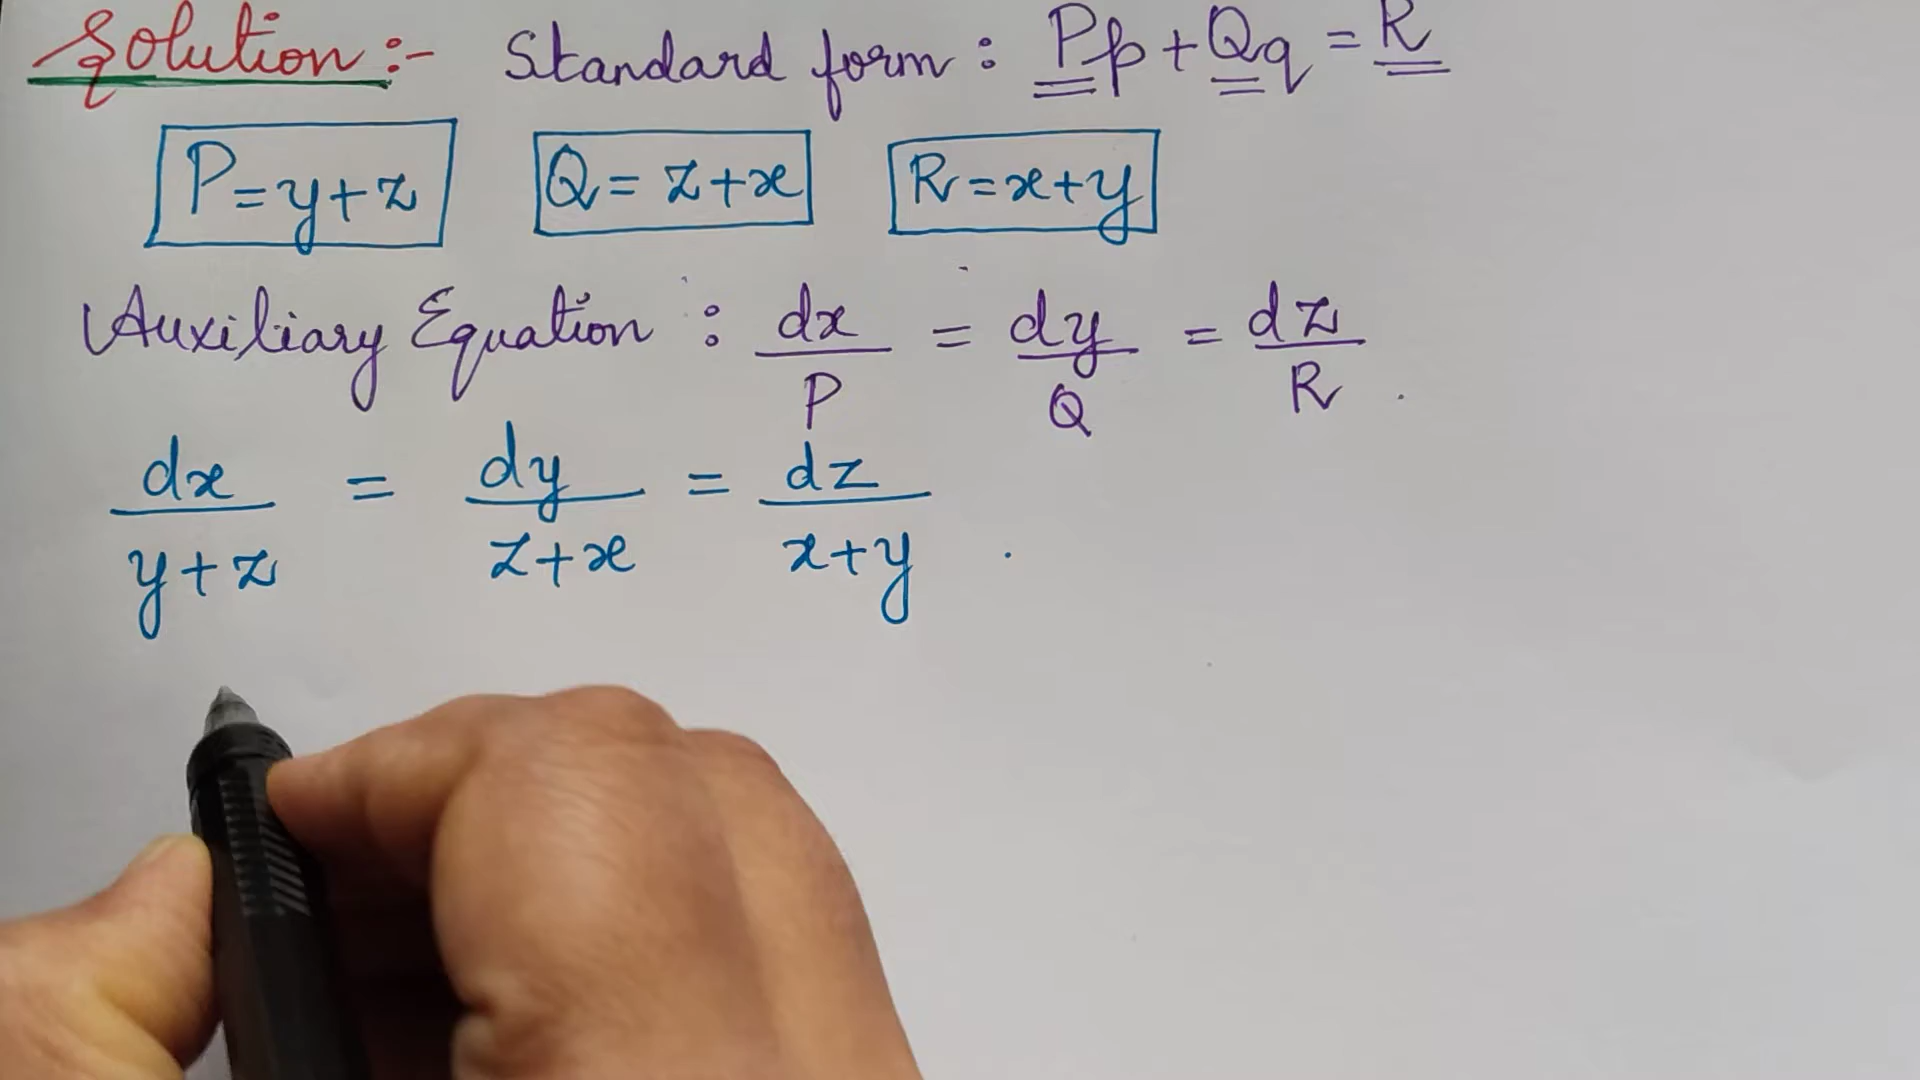 Solution :- Standard form : Pp + Qq = R
P = y + z Q = z + x R = x + y
Auxiliary Equation : dx/P = dy/Q = dz/R .
dx/y+z = dy/z+x = dz/x+y .